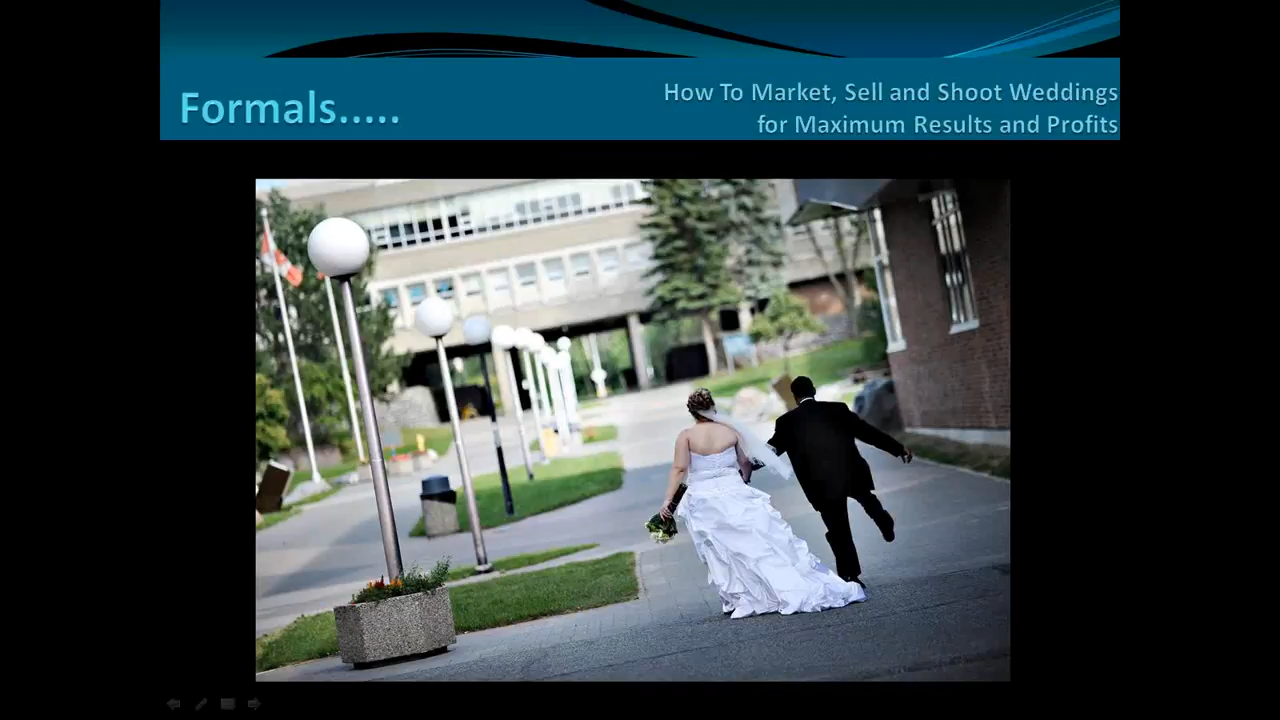 Formals.....
How To Market, Sell and Shoot Weddings
for Maximum Results and Profits